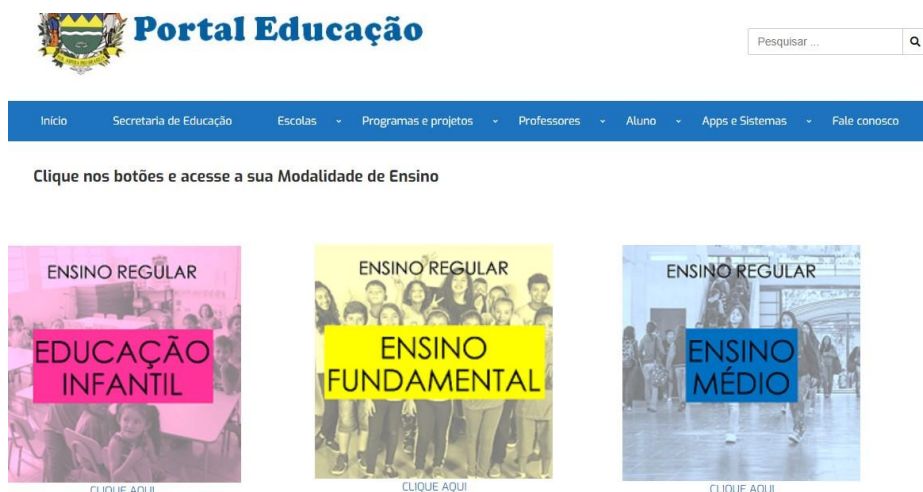 Portal Educação
Pesquisar ...
Início Secretaria de Educação Escolas Programas e projetos Professores Aluno Apps e Sistemas Fale conosco
Clique nos botões e acesse a sua Modalidade de Ensino
ENSINO REGULAR
EDUCAÇÃO
INFANTIL
CLIQUE AQUI
ENSINO REGULAR
ENSINO
FUNDAMENTAL
CLIQUE AQUI
ENSINO REGULAR
ENSINO
MÉDIO
CLIQUE AQUI